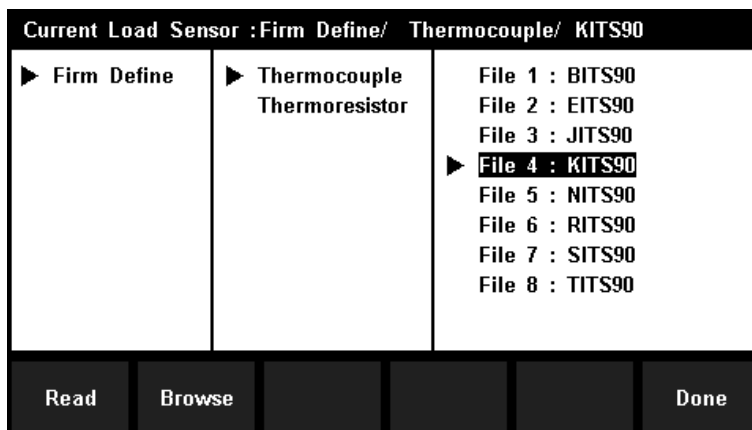 Current Load Sensor :Firm Define/ Thermocouple/ KITS90
Firm Define
Thermocouple
Thermoresistor
File 1 : BITS90
File 2 : EITS90
File 3 : JITS90
File 4 : KITS90
File 5 : NITS90
File 6 : RITS90
File 7 : SITS90
File 8 : TITS90
Read Browse Done